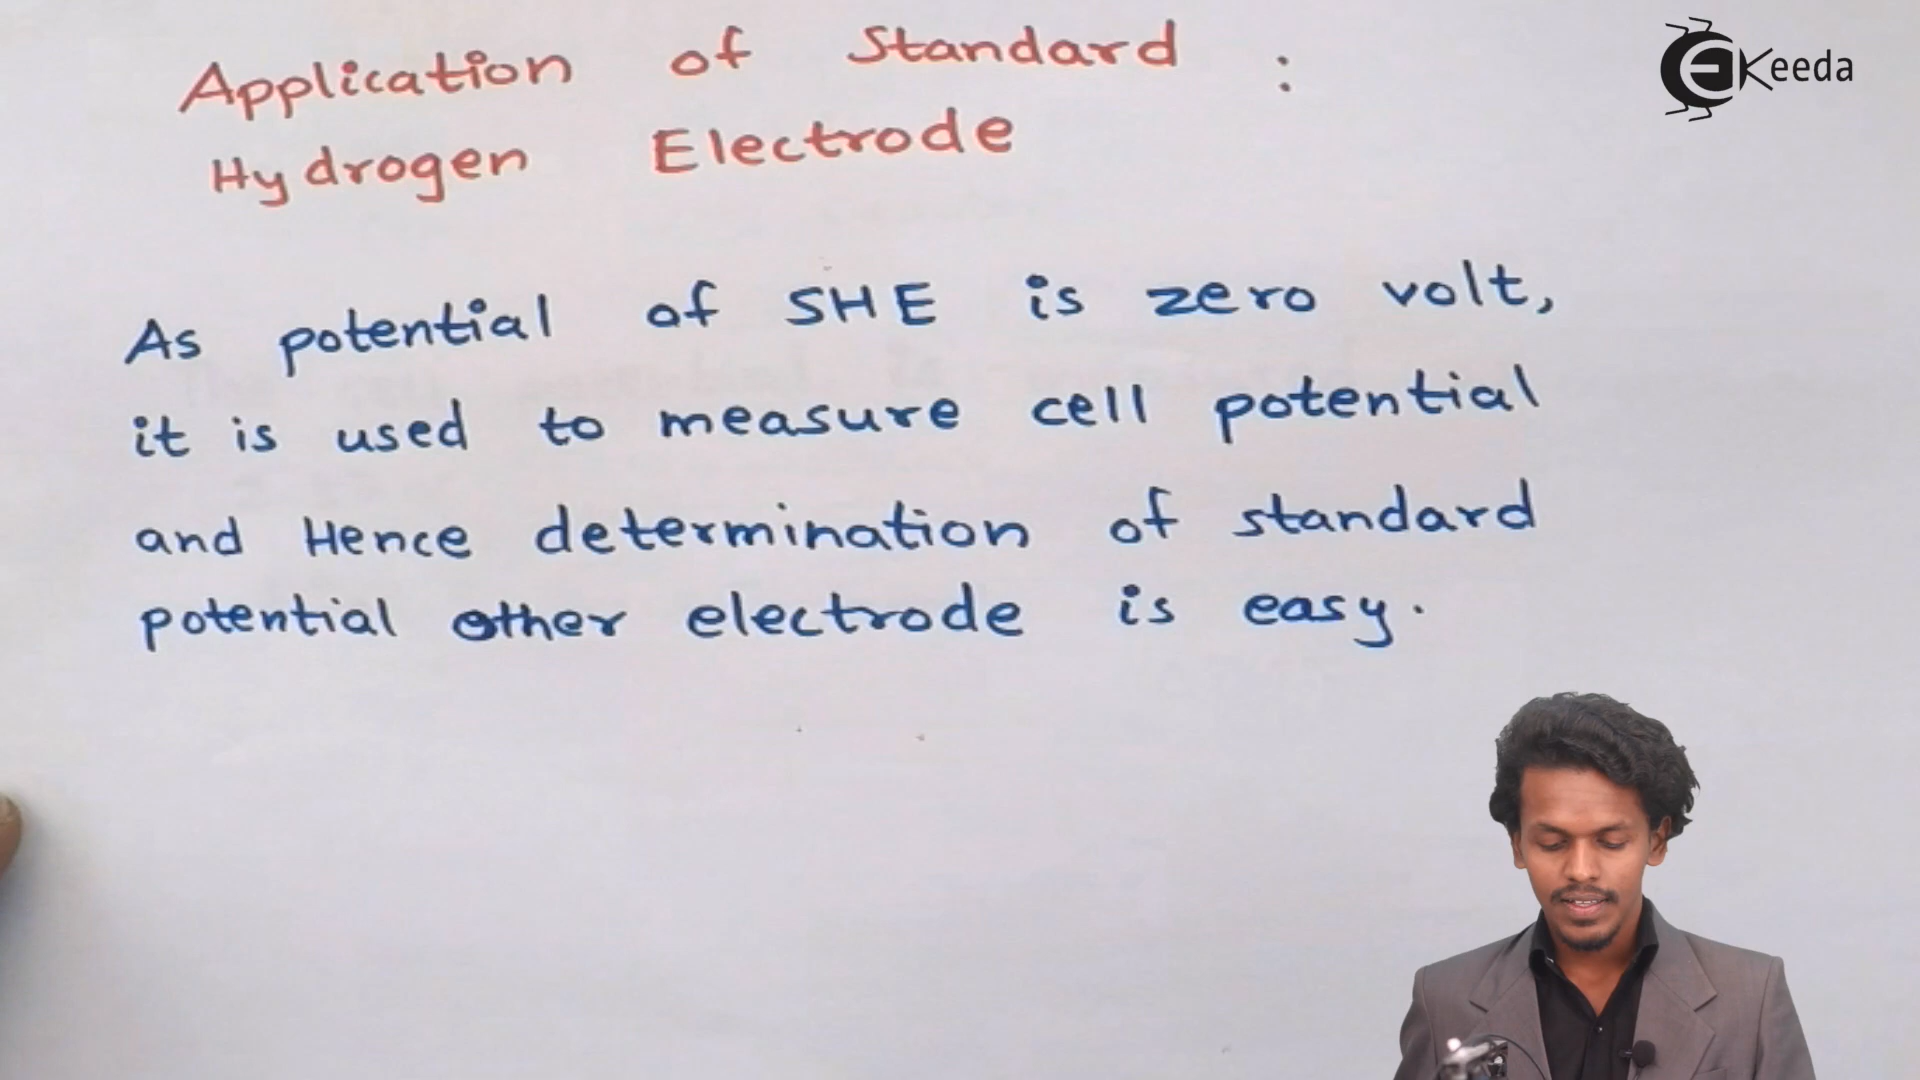 Application of Standard :
Hydrogen Electrode
EKeeda
As potential of SHE is zero volt,
it is used to measure cell potential
and Hence determination of standard
potential other electrode is easy.